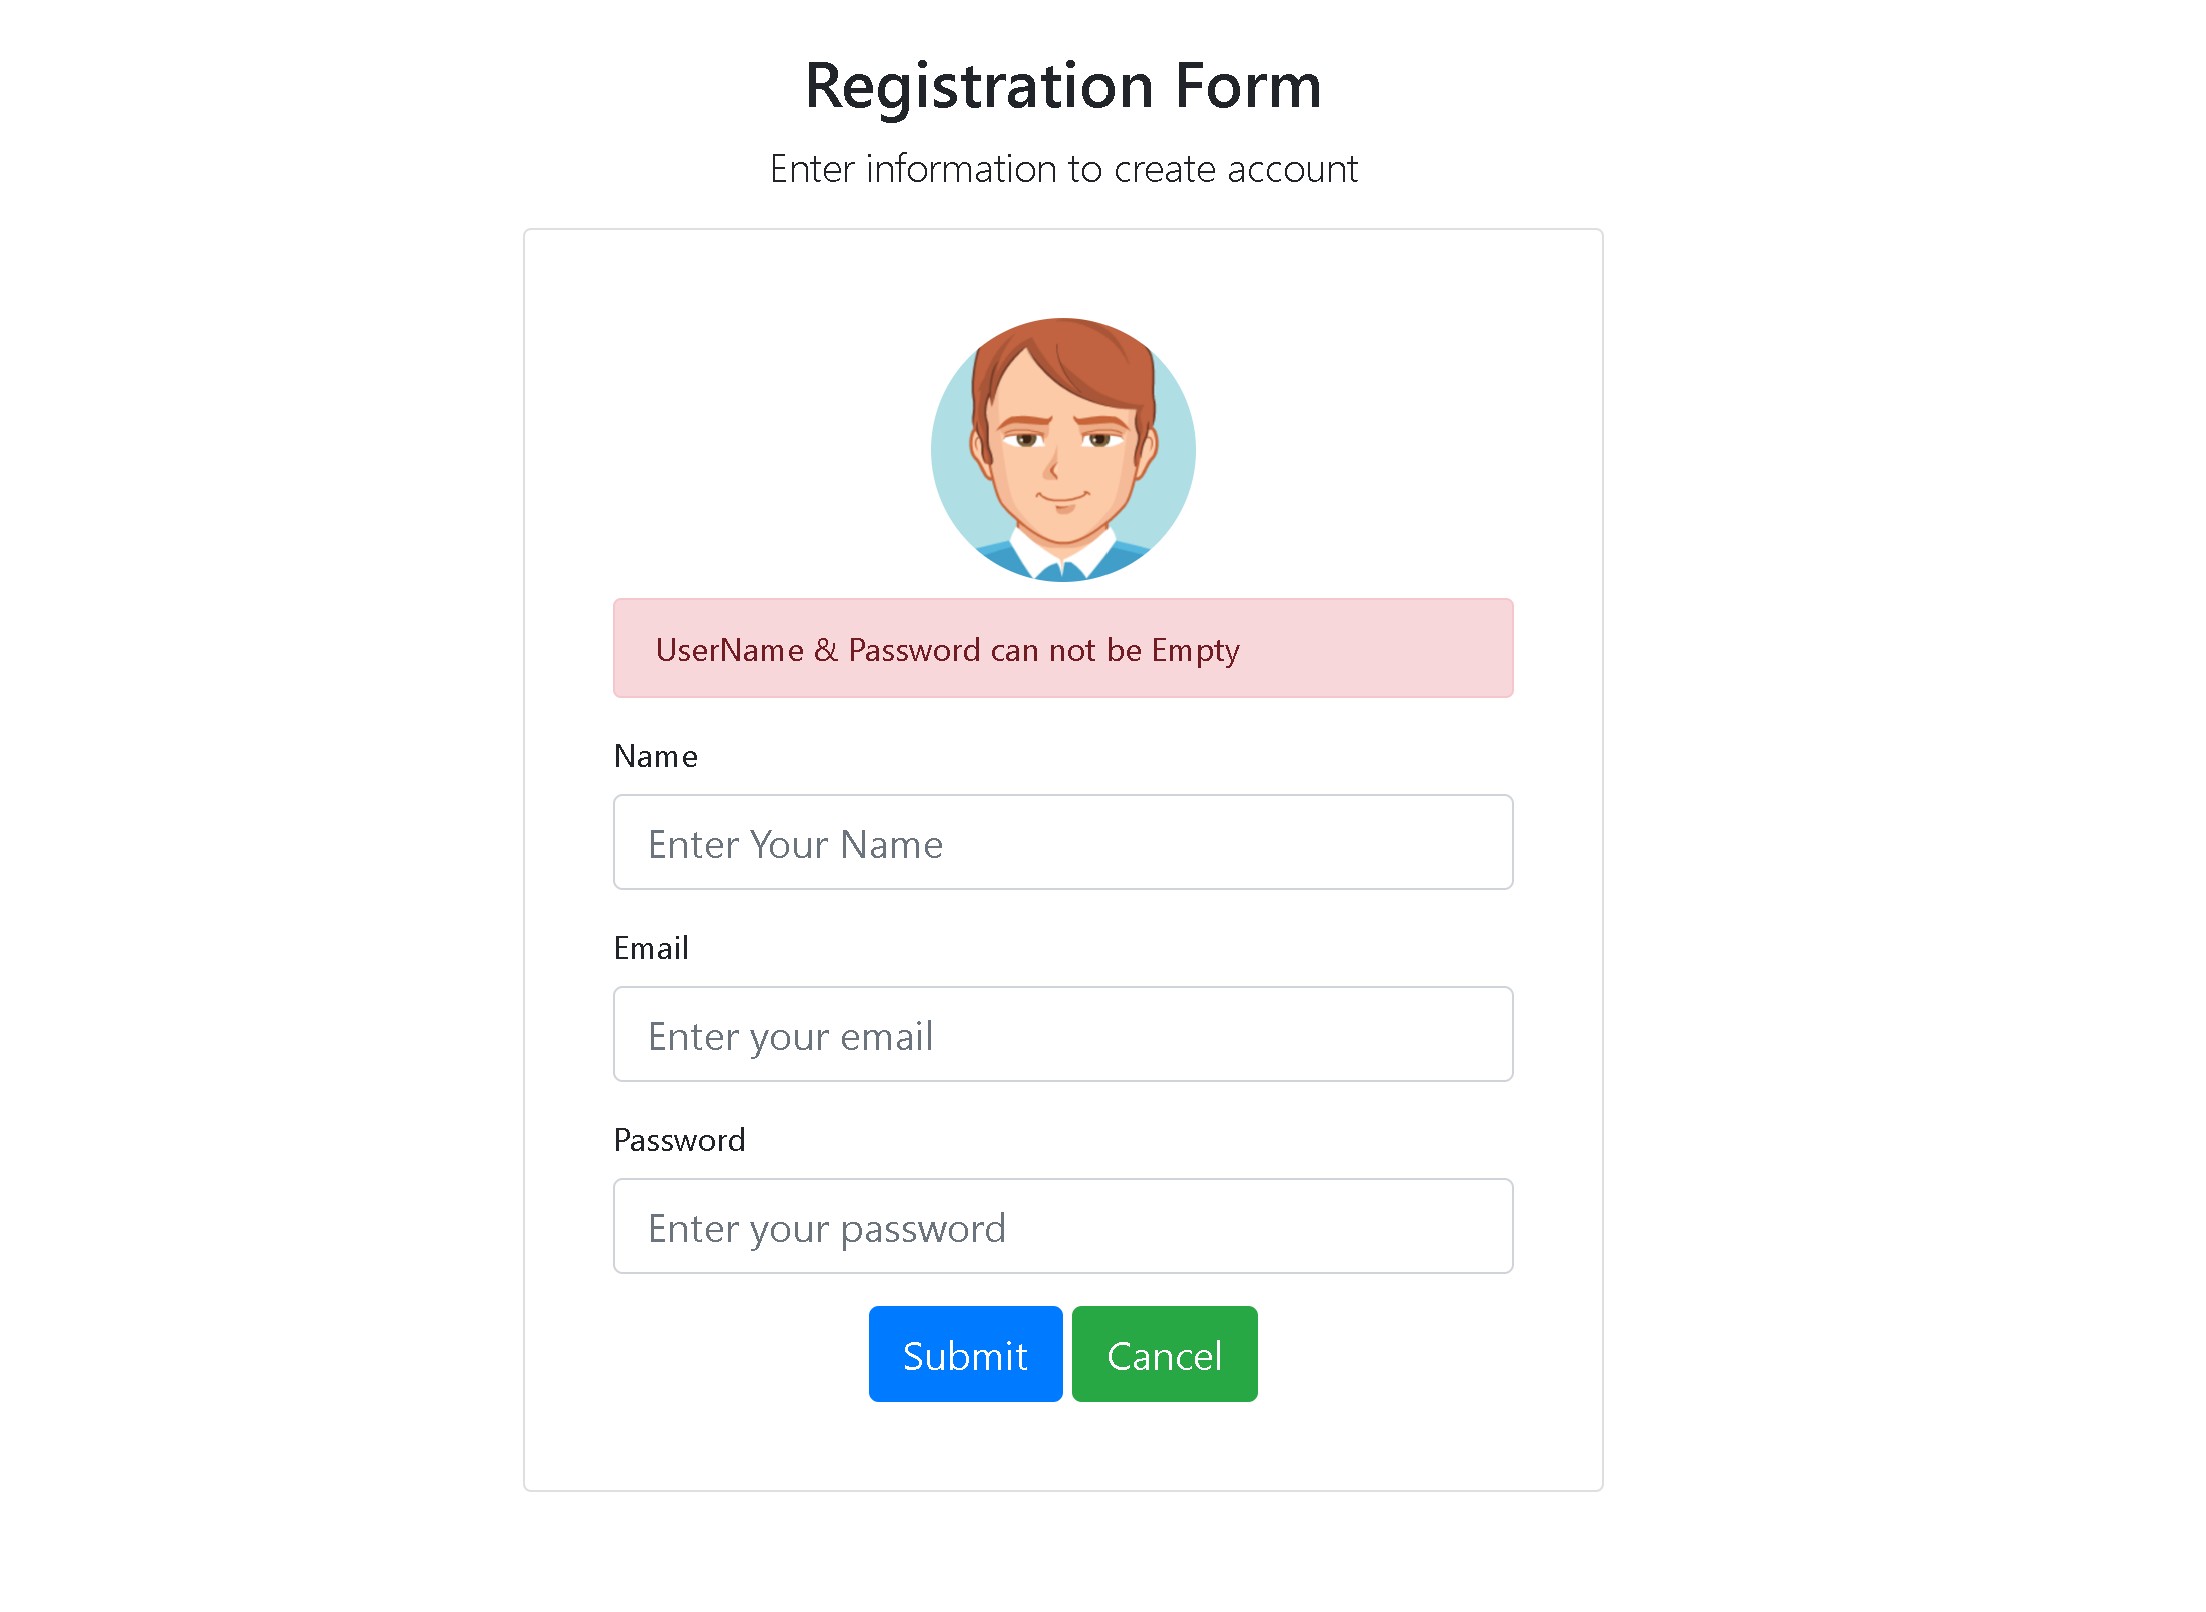 Registration Form
Enter information to create account
UserName & Password can not be Empty
Name
Enter Your Name
Email
Enter your email
Password
Enter your password
Submit Cancel